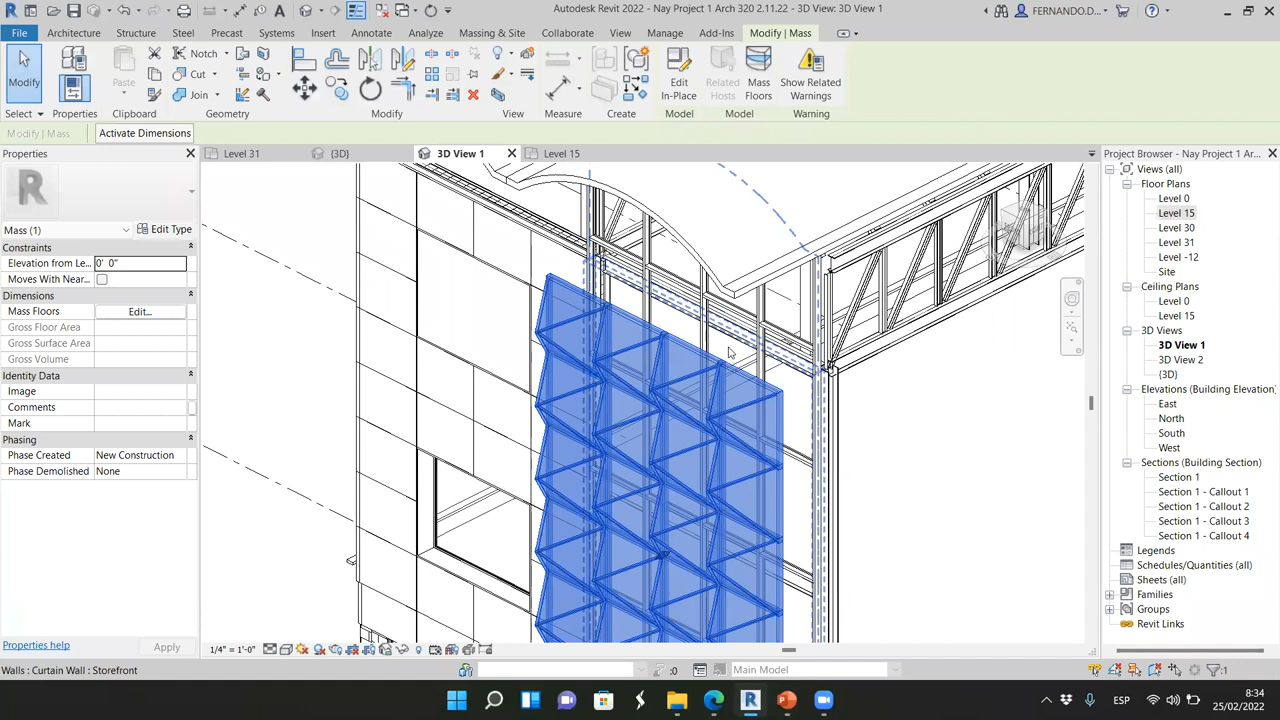 Autodesk Revit 2022 - Nay Project 1 Arch 320 2.11.22 - 3D View: 3D View 1
FERNANDO.D...
File Architecture Structure Steel Precast Systems Insert Annotate Analyze Massing & Site Collaborate View Manage Add-Ins Modify | Mass
Modify
Paste
Notch
Cut
Join
Edit In-Place
Related Hosts
Mass Floors
Show Related Warnings
Select Properties Clipboard Geometry Modify View Measure Create Model Model Warning
Modify | Mass
Activate Dimensions
Properties
Level 31
{3D}
3D View 1
Level 15
Project Browser - Nay Project 1 Ar...
R
Mass (1)
Edit Type
Constraints
Elevation from Le... 0' 0"
Moves With Near...
Dimensions
Mass Floors Edit...
Gross Floor Area
Gross Surface Area
Gross Volume
Identity Data
Image
Comments
Mark
Phasing
Phase Created New Construction
Phase Demolished None
Properties help
Apply
Views (all)
Floor Plans
Level 0
Level 15
Level 30
Level 31
Level -12
Site
Ceiling Plans
Level 0
Level 15
3D Views
3D View 1
3D View 2
{3D}
Elevations (Building Elevation)
East
North
South
West
Sections (Building Section)
Section 1
Section 1 - Callout 1
Section 1 - Callout 2
Section 1 - Callout 3
Section 1 - Callout 4
Legends
Schedules/Quantities (all)
Sheets (all)
Families
Groups
Revit Links
1/4" = 1'-0"
Walls : Curtain Wall : Storefront
:0
Main Model
:1
ESP
8:34
25/02/2022